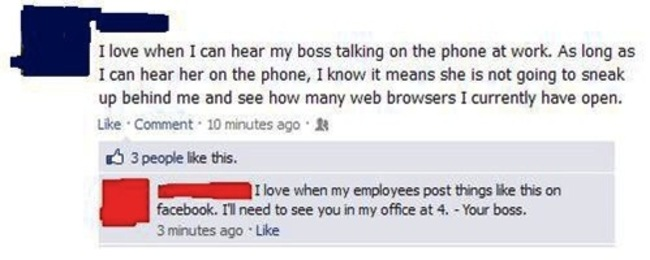 I love when I can hear my boss talking on the phone at work. As long as
I can hear her on the phone, I know it means she is not going to sneak
up behind me and see how many web browsers I currently have open.
Like · Comment · 10 minutes ago ·
3 people like this.
I love when my employees post things like this on
facebook. I'll need to see you in my office at 4. - Your boss.
3 minutes ago · Like